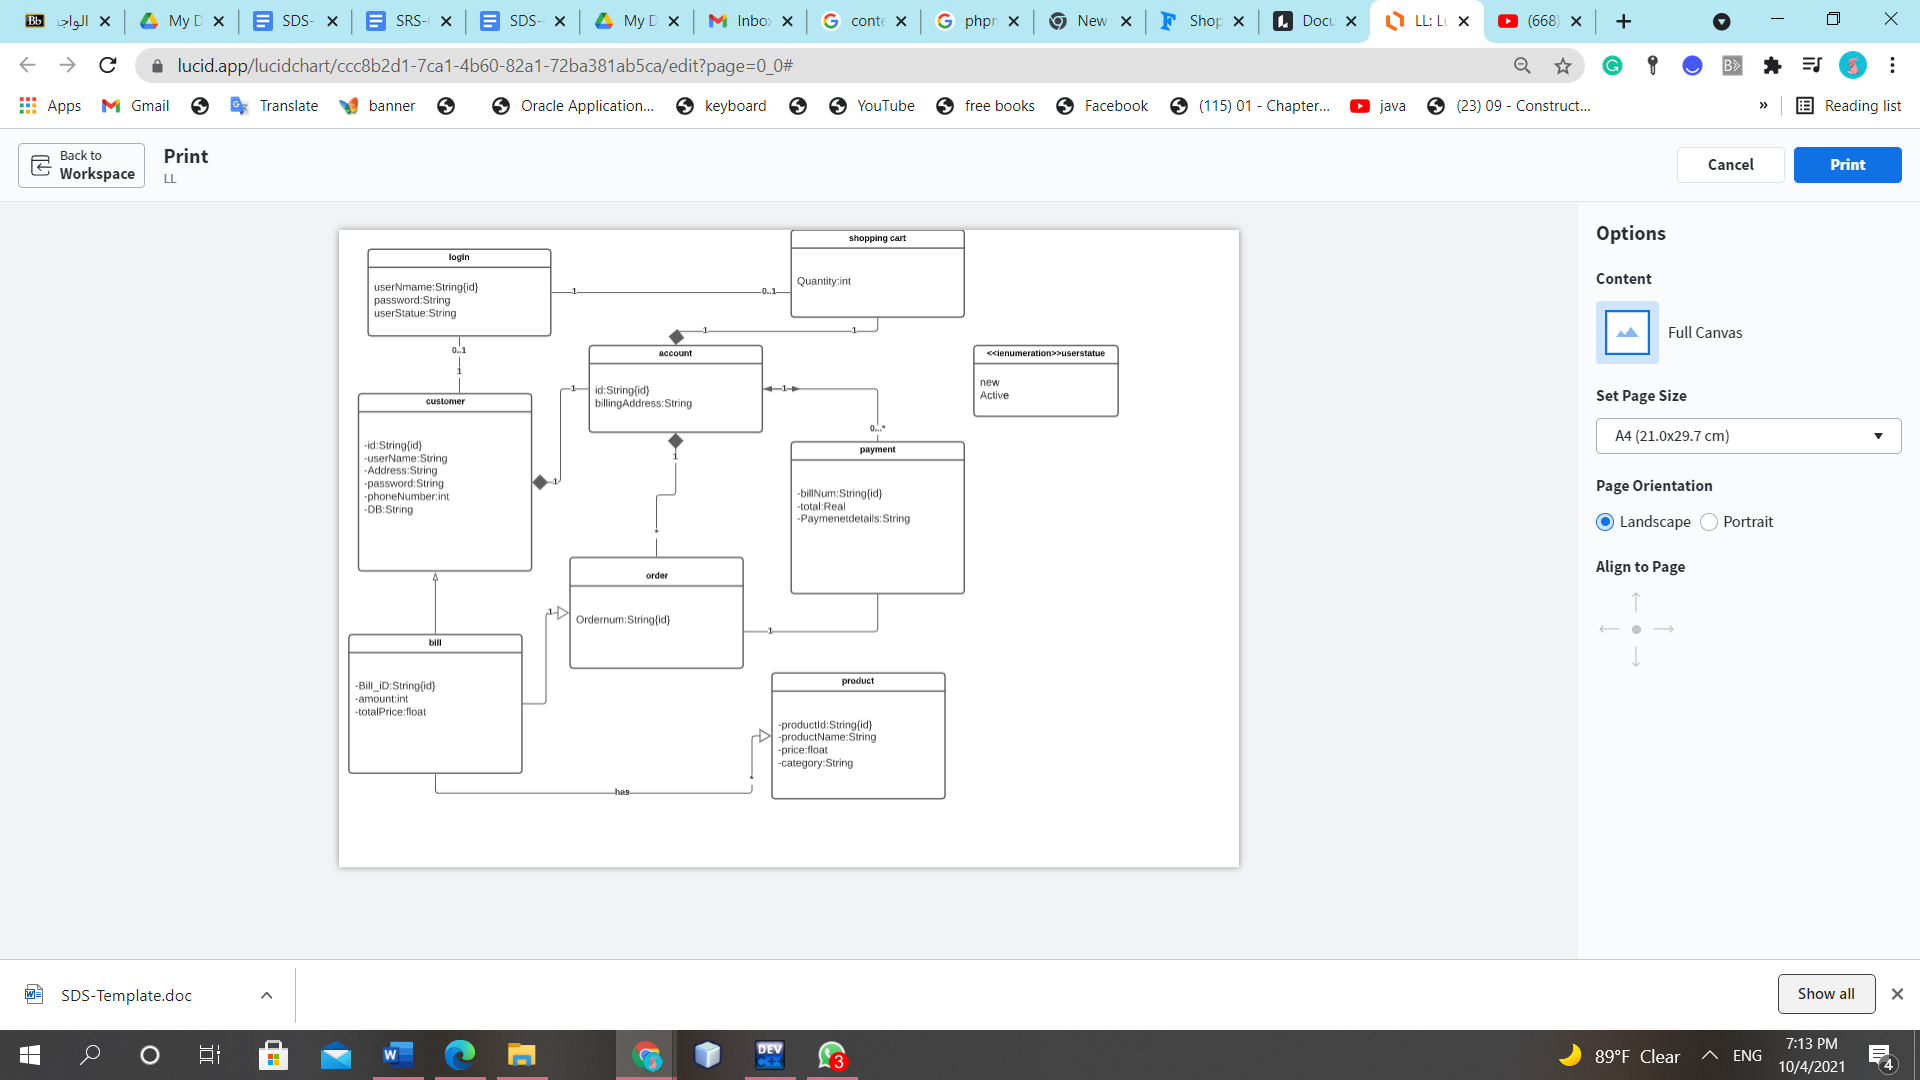 الواجـ
My D
SDS-
SRS-
SDS-
My D
Inbo
conte
phpn
New
Shop
Docu
LL: Lu
(668)
lucid.app/lucidchart/ccc8b2d1-7ca1-4b60-82a1-72ba381ab5ca/edit?page=0_0#
Apps
Gmail
Translate
banner
Oracle Application...
keyboard
YouTube
free books
Facebook
(115) 01 - Chapter...
java
(23) 09 - Construct...
»
Reading list
Back to
Workspace
Print
LL
Cancel
Print
shopping cart
Quantity:int
login
userNmame:String{id}
password:String
userStatue:String
1
0..1
1
1
0..1
1
account
id:String{id}
billingAddress:String
<<ienumeration>>userstatue
new
Active
customer
-id:String{id}
-userName:String
-Address:String
-password:String
-phoneNumber:int
-DB:String
1
1
1
0...*
1
*
payment
-billNum:String{id}
-total:Real
-Paymenetdetails:String
order
Ordernum:String{id}
1
1
bill
-Bill_iD:String{id}
-amount:int
-totalPrice:float
product
-productId:String{id}
-productName:String
-price:float
-category:String
*
has
Options
Content
Full Canvas
Set Page Size
A4 (21.0x29.7 cm)
Page Orientation
Landscape
Portrait
Align to Page
SDS-Template.doc
Show all
DEV
C++
3
89°F Clear
ENG
7:13 PM
10/4/2021
4